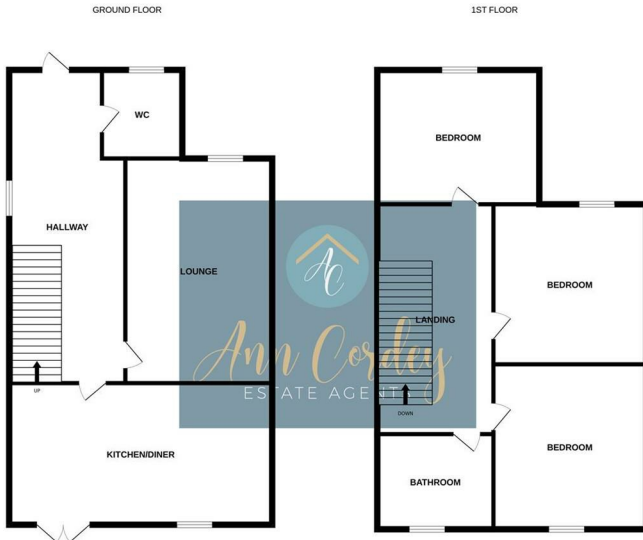 GROUND FLOOR
1ST FLOOR
WC
BEDROOM
HALLWAY
LOUNGE
BEDROOM
LANDING
AC
Ann Cordey
ESTATE AGENTS
UP
DOWN
KITCHEN/DINER
BATHROOM
BEDROOM